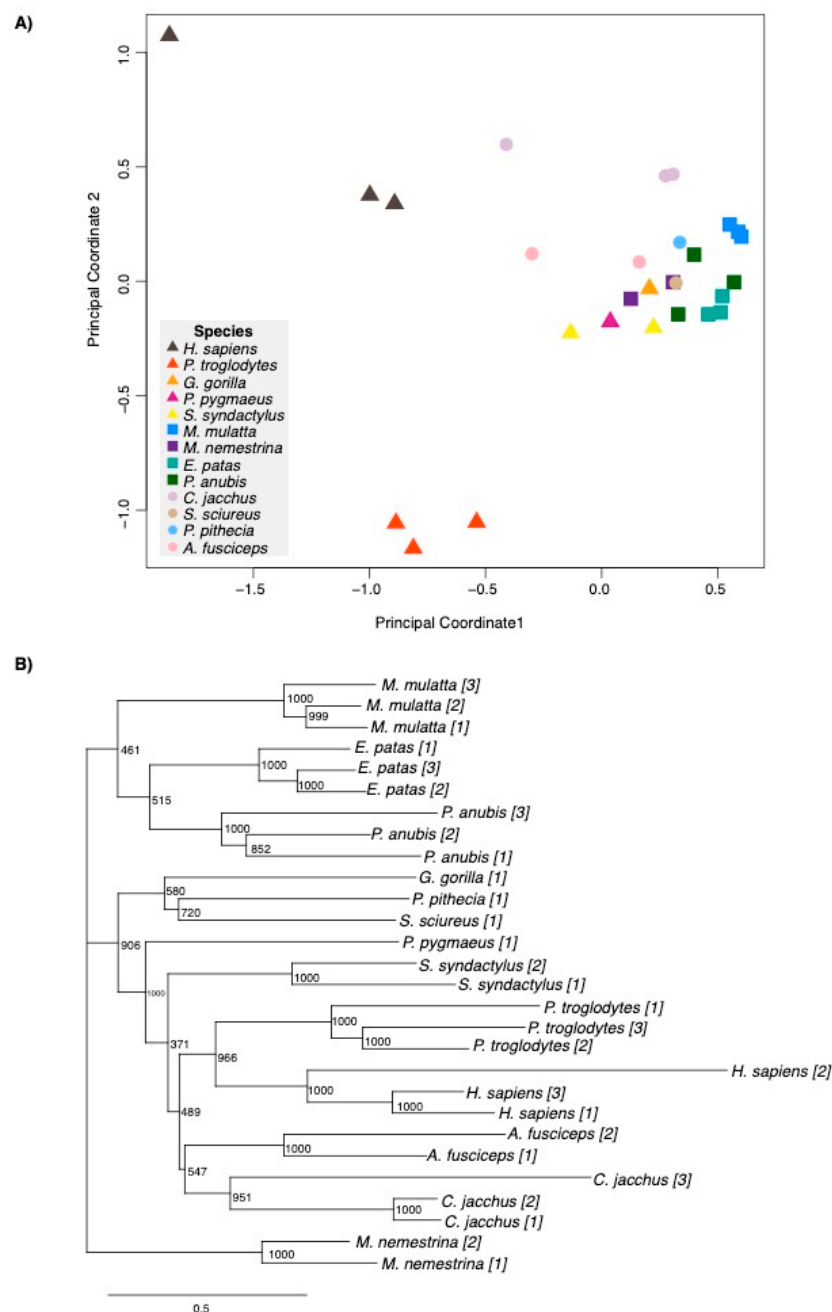 A)
1.0
0.5
0.0
−0.5
−1.0
Principal Coordinate 2
Species
H. sapiens
P. troglodytes
G. gorilla
P. pygmaeus
S. syndactylus
M. mulatta
M. nemestrina
E. patas
P. anubis
C. jacchus
S. sciureus
P. pithecia
A. fusciceps
−1.5 −1.0 −0.5 0.0 0.5
Principal Coordinate1
B)
M. mulatta [3]
1000
M. mulatta [2]
999
M. mulatta [1]
461
E. patas [1]
1000
E. patas [3]
1000
E. patas [2]
515
P. anubis [3]
1000
P. anubis [2]
852
P. anubis [1]
G. gorilla [1]
580
P. pithecia [1]
720
S. sciureus [1]
906
P. pygmaeus [1]
S. syndactylus [2]
1000
S. syndactylus [1]
1000
P. troglodytes [1]
1000
P. troglodytes [3]
1000
P. troglodytes [2]
371
966
H. sapiens [2]
1000
H. sapiens [3]
1000
H. sapiens [1]
489
A. fusciceps [2]
1000
A. fusciceps [1]
547
C. jacchus [3]
951
C. jacchus [2]
1000
C. jacchus [1]
M. nemestrina [2]
1000
M. nemestrina [1]
0.5